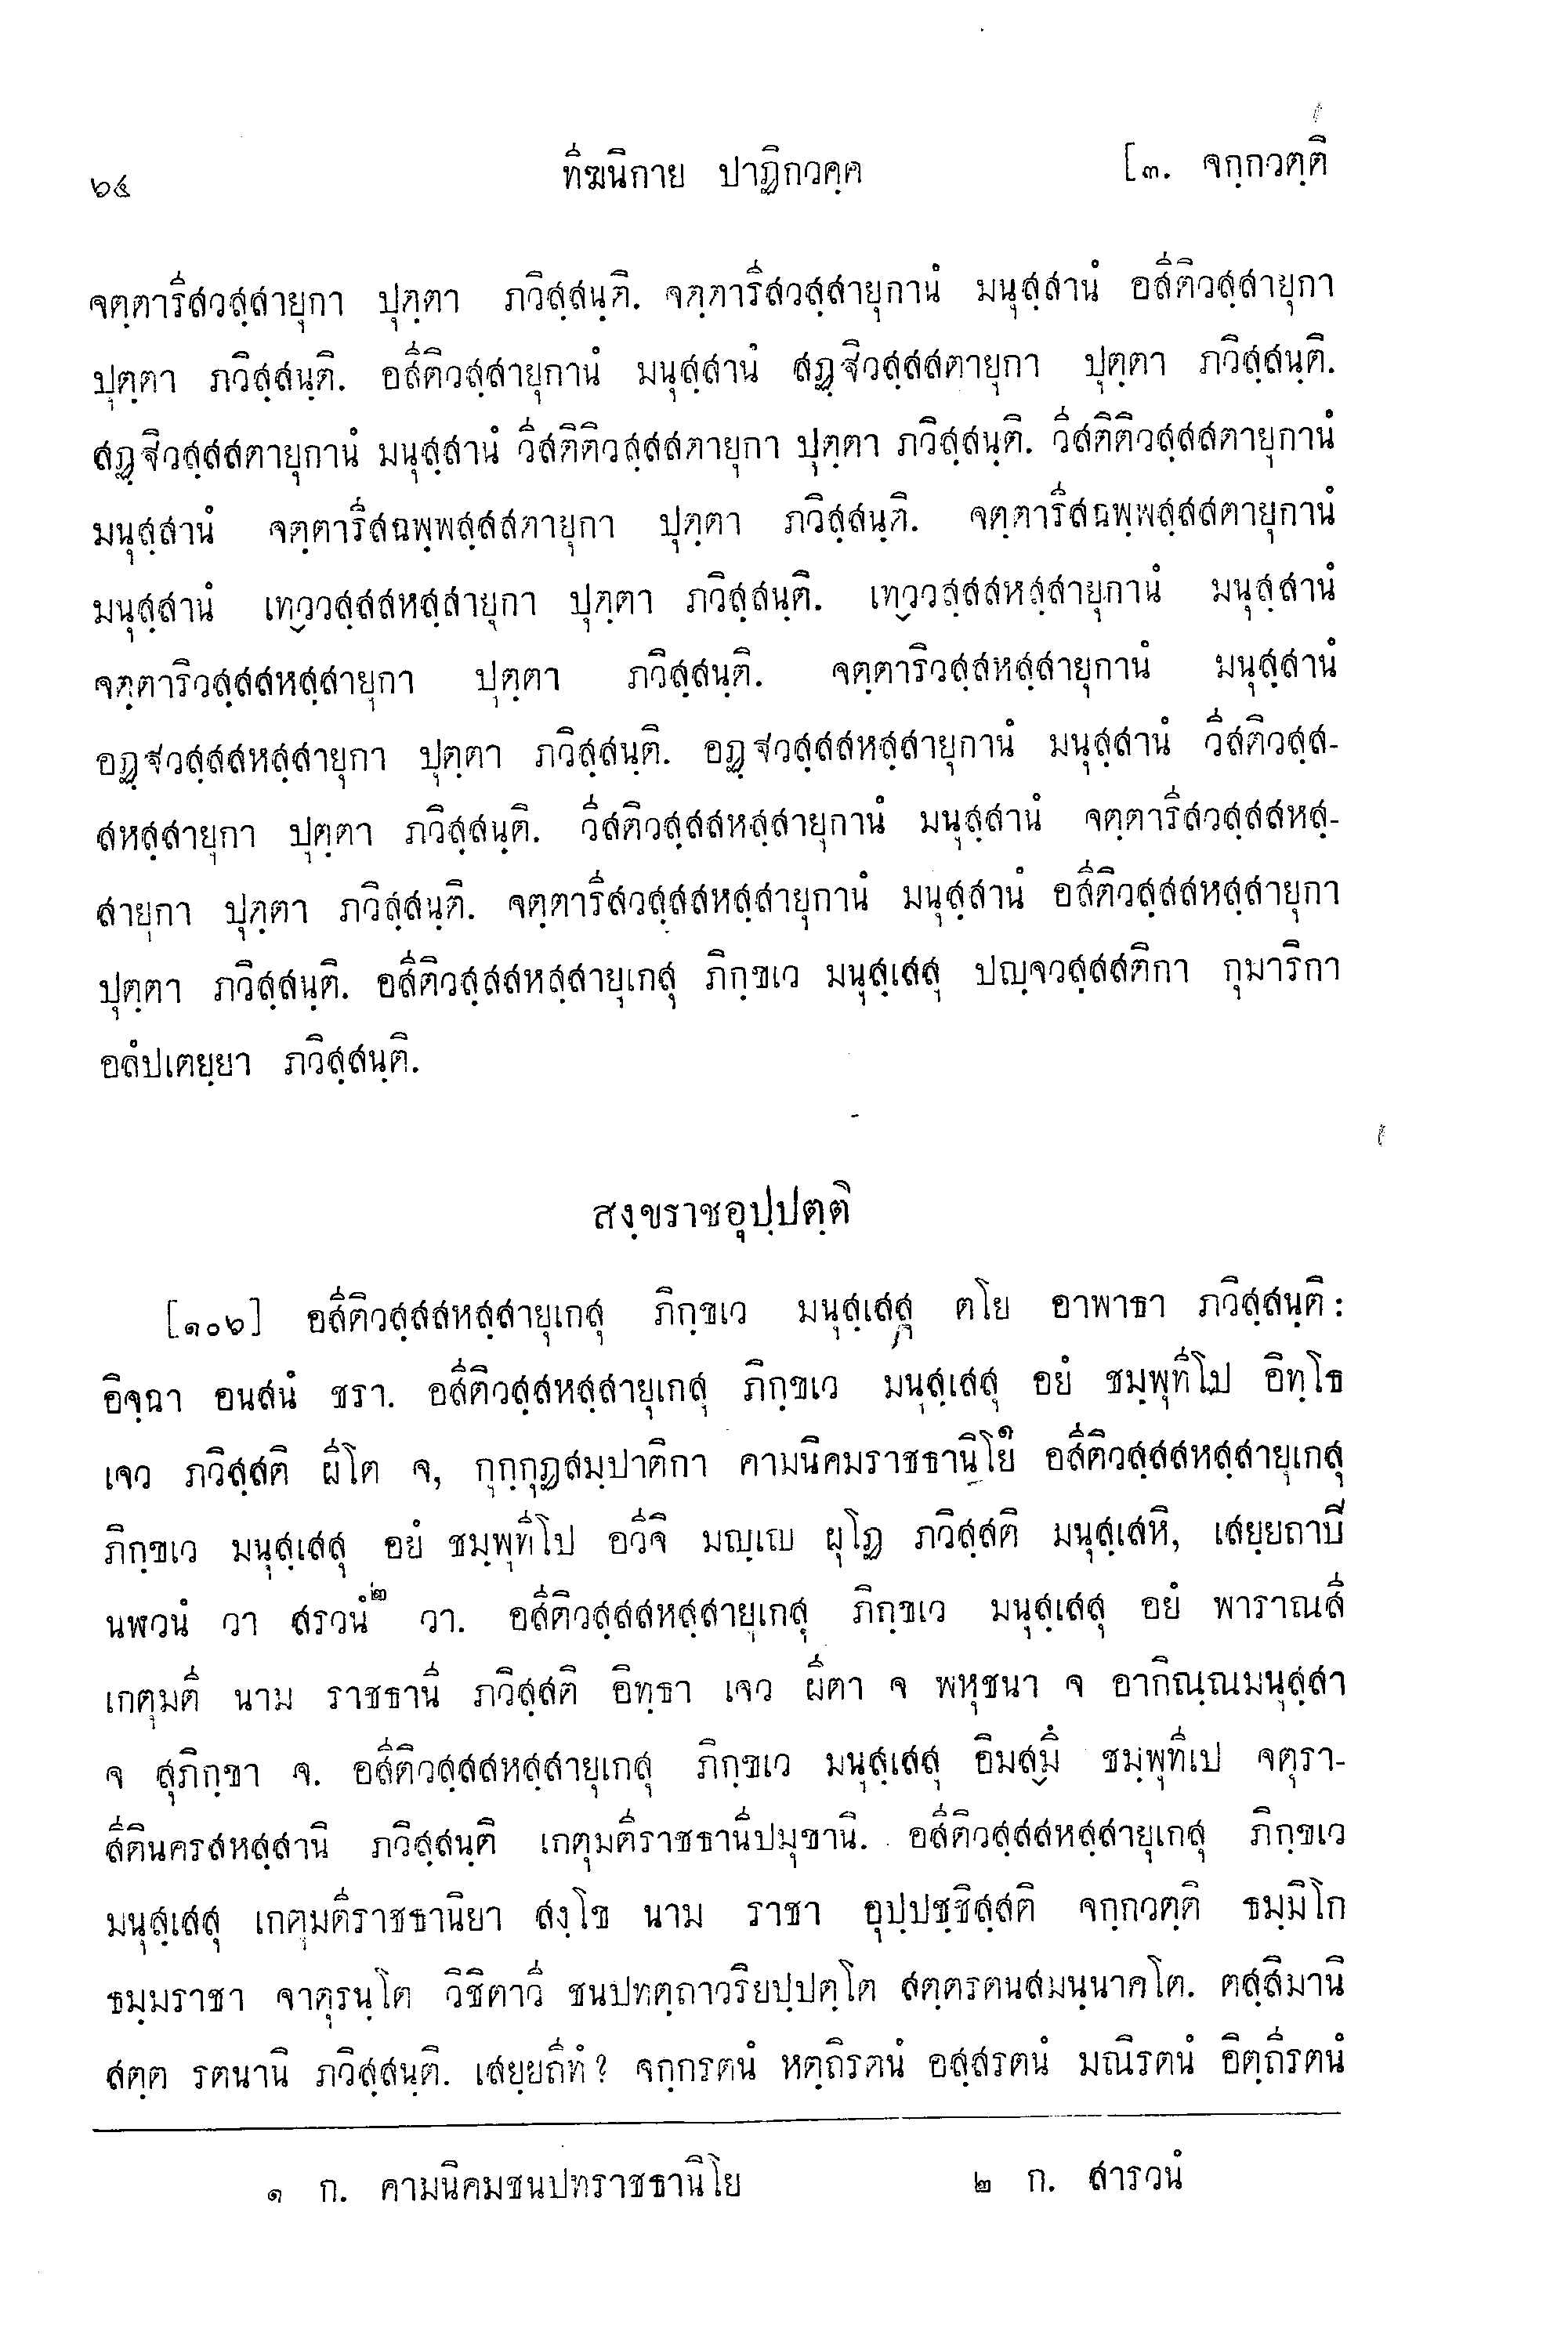 ๖๔ ทีฆนิกาย ปาฏิกวคฺค [๓. จกฺกวตฺติ
จตฺตารีสวสฺสายุกา ปุตฺตา ภวิสฺสนฺติ. จตฺตารีสวสฺสายุกานํ มนุสฺสานํ อสีติวสฺสายุกา
ปุตฺตา ภวิสฺสนฺติ. อสีติวสฺสายุกานํ มนุสฺสานํ สฏฺฐิวสฺสสตายุกา ปุตฺตา ภวิสฺสนฺติ.
สฏฺฐิวสฺสสตายุกานํ มนุสฺสานํ วีสติติวสฺสสตายุกา ปุตฺตา ภวิสฺสนฺติ. วีสติติวสฺสสตายุกานํ
มนุสฺสานํ จตฺตารีสฉพฺพสฺสสตายุกา ปุตฺตา ภวิสฺสนฺติ. จตฺตารีสฉพฺพสฺสสตายุกานํ
มนุสฺสานํ เทฺววสฺสสหสฺสายุกา ปุตฺตา ภวิสฺสนฺติ. เทฺววสฺสสหสฺสายุกานํ มนุสฺสานํ
จตฺตาริวสฺสสหสฺสายุกา ปุตฺตา ภวิสฺสนฺติ. จตฺตาริวสฺสหสฺสายุกานํ มนุสฺสานํ
อฏฺฐวสฺสสหสฺสายุกา ปุตฺตา ภวิสฺสนฺติ. อฏฺฐวสฺสสหสฺสายุกานํ มนุสฺสานํ วีสติวสฺส-
สหสฺสายุกา ปุตฺตา ภวิสฺสนฺติ. วีสติวสฺสสหสฺสายุกานํ มนุสฺสานํ จตฺตารีสวสฺสสหสฺ-
สายุกา ปุตฺตา ภวิสฺสนฺติ. จตฺตารีสวสฺสสหสฺสายุกานํ มนุสฺสานํ อสีติวสฺสสหสฺสายุกา
ปุตฺตา ภวิสฺสนฺติ. อสีติวสฺสสหสฺสายุเกสุ ภิกฺขเว มนุสฺเสสุ ปญฺจวสฺสสติกา กุมาริกา
อลํปเตยฺยา ภวิสฺสนฺติ.
สงฺขราชอุปฺปตฺติ
[๑๐๖] อสีติวสฺสสหสฺสายุเกสุ ภิกฺขเว มนุสฺเสสุ ตโย อาพาธา ภวิสฺสนฺติ:
อิจฺฉา อนสนํ ชรา. อสีติวสฺสหสฺสายุเกสุ ภิกฺขเว มนุสฺเสสุ อยํ ชมฺพุทีโป อิทฺโธ
เจว ภวิสฺสติ ผีโต จ, กุกฺกุฏสมฺปาติกา คามนิคมราชธานิโย๑ อสีติวสฺสสหสฺสายุเกสุ
ภิกฺขเว มนุสฺเสสุ อยํ ชมฺพุทีโป อวีจิ มญฺเญ ผุโฏ ภวิสฺสติ มนุสฺเสหิ, เสยฺยถาปิ
นฬวนํ วา สรวนํ๒ วา. อสีติวสฺสสหสฺสายุเกสุ ภิกฺขเว มนุสฺเสสุ อยํ พาราณสี
เกตุมตี นาม ราชธานี ภวิสฺสติ อิทฺธา เจว ผีตา จ พหุชนา จ อากิณฺณมนุสฺสา
จ สุภิกฺขา จ. อสีติวสฺสสหสฺสายุเกสุ ภิกฺขเว มนุสฺเสสุ อิมสฺมึ ชมฺพุทีเป จตุรา-
สีตินครสหสฺสานิ ภวิสฺสนฺติ เกตุมตีราชธานีปมุขานิ. อสีติวสฺสสหสฺสายุเกสุ ภิกฺขเว
มนุสฺเสสุ เกตุมตีราชธานิยา สงฺโข นาม ราชา อุปฺปชฺชิสฺสติ จกฺกวตฺติ ธมฺมิโก
ธมฺมราชา จาตุรนฺโต วิชิตาวี ชนปทตฺถาวริยปฺปตฺโต สตฺตรตนสมนฺนาคโต. ตสฺสิมานิ
สตฺต รตนานิ ภวิสฺสนฺติ. เสยฺยถีทํ? จกฺกรตนํ หตฺถิรตนํ อสฺสรตนํ มณิรตนํ อิตฺถีรตนํ
๑ ก. คามนิคมชนปทราชธานิโย ๒ ก. สารวนํ